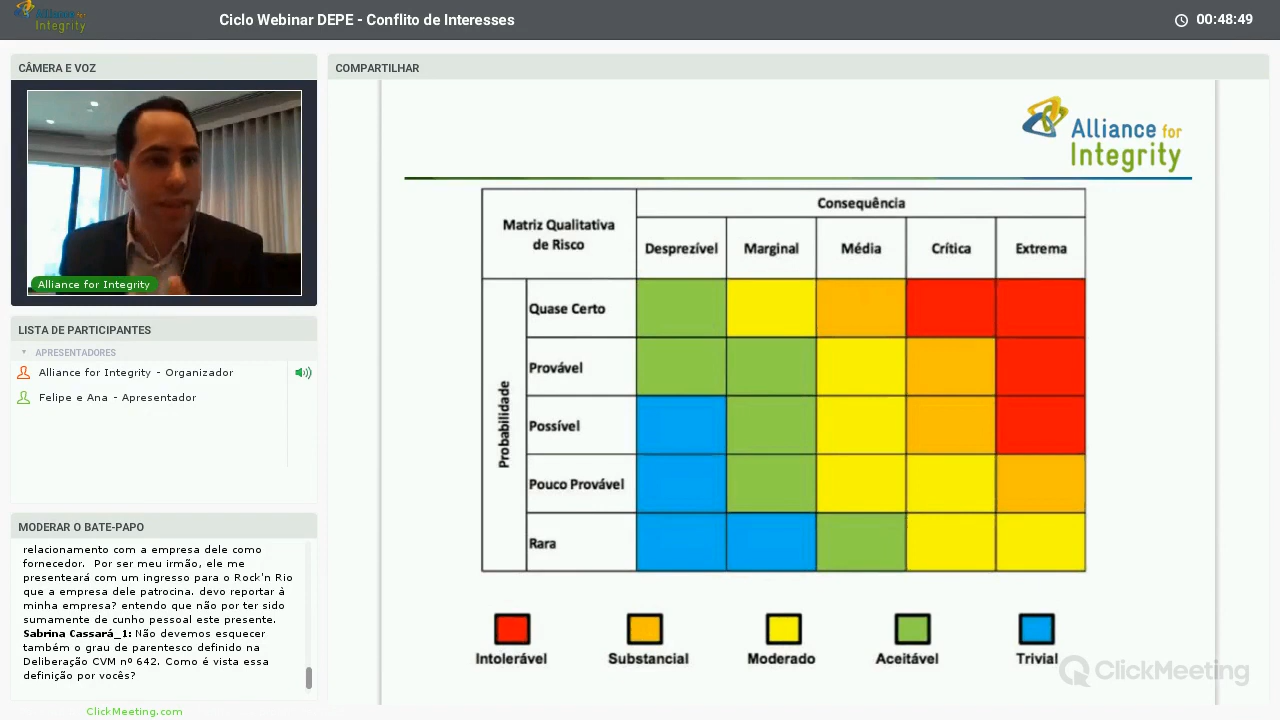 Alliance for
Integrity
Ciclo Webinar DEPE - Conflito de Interesses
00:48:49
CÂMERA E VOZ
Alliance for Integrity
LISTA DE PARTICIPANTES
APRESENTADORES
Alliance for Integrity - Organizador
Felipe e Ana - Apresentador
MODERAR O BATE-PAPO
relacionamento com a empresa dele como
fornecedor.  Por ser meu irmão, ele me
presenteará com um ingresso para o Rock'n Rio
que a empresa dele patrocina. devo reportar à
minha empresa? entendo que não por ter sido
sumamente de cunho pessoal este presente.
Sabrina Cassará_1: Não devemos esquecer
também o grau de parentesco definido na
Deliberação CVM nº 642. Como é vista essa
definição por vocês?
ClickMeeting.com
COMPARTILHAR
Alliance for
Integrity
Matriz Qualitativa
de Risco
Consequência
Desprezível Marginal Média Crítica Extrema
Probabilidade
Quase Certo
Provável
Possível
Pouco Provável
Rara
Intolerável Substancial Moderado Aceitável Trivial
ClickMeeting